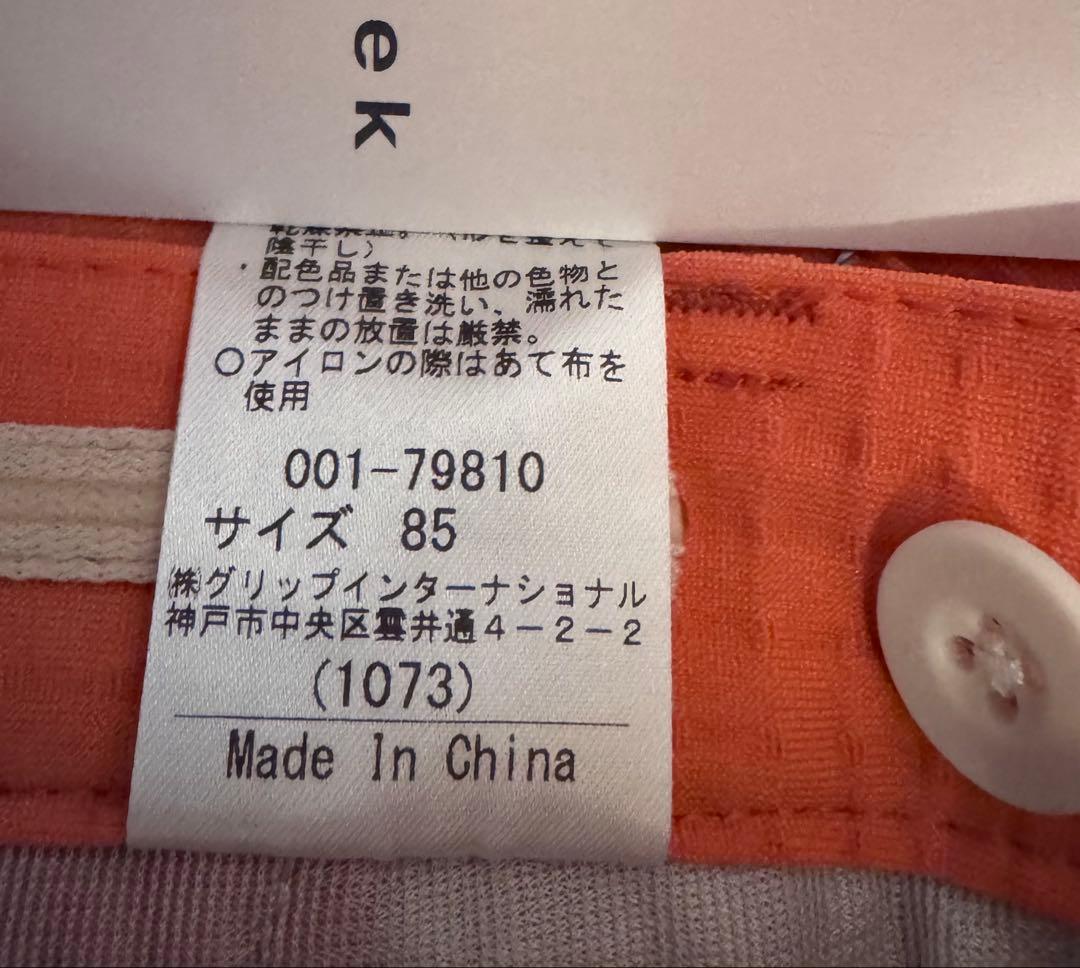 ek
陰干し)
・配色品または他の色物と
のつけ置き洗い、濡れた
ままの放置は厳禁。
○アイロンの際はあて布を
使用
001-79810
サイズ 85
㈱グリップインターナショナル
神戸市中央区雲井通4-2-2
(1073)
Made In China